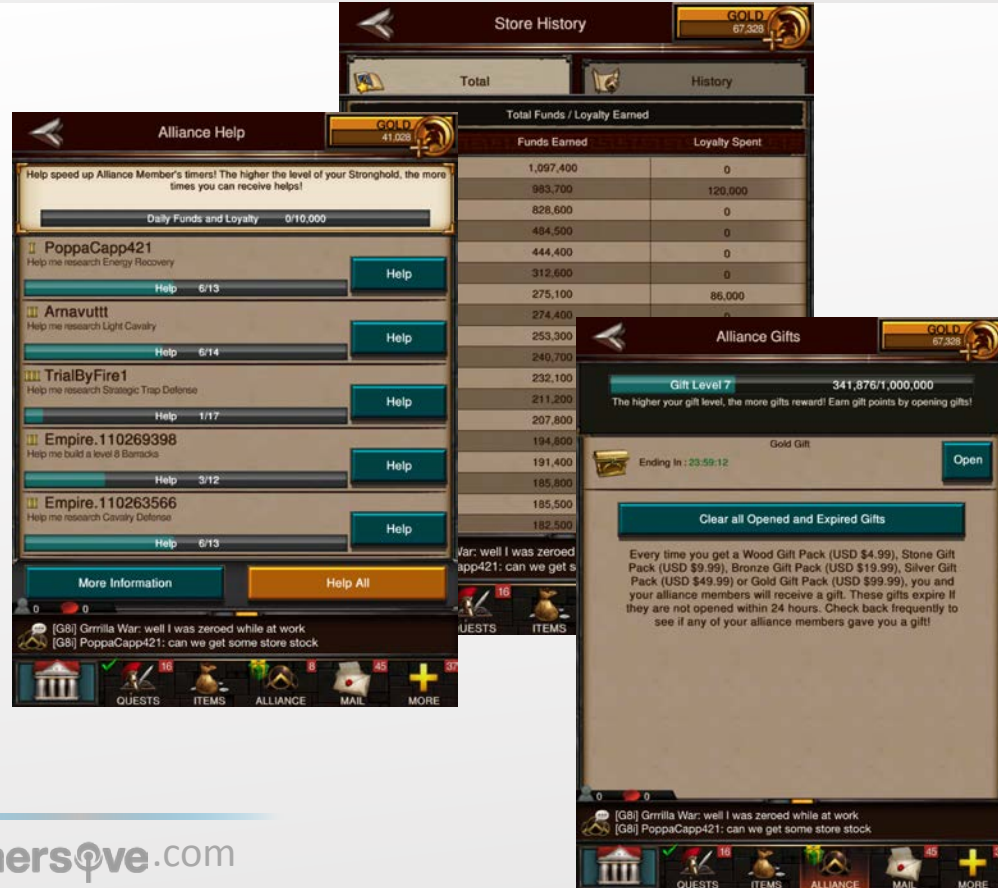 Store History
GOLD
67,328
Total
History
Total Funds / Loyalty Earned
Funds Earned
Loyalty Spent
1,097,400 0
983,700 120,000
828,600 0
484,500 0
444,400 0
312,600 0
275,100 86,000
274,400 0
253,300
240,700
232,100
211,200
207,800
194,800
191,400
185,800
185,500
182,500
War: well I was zeroed
app421: can we get s
16
UESTS
ITEMS
Alliance Help
GOLD
41,028
Help speed up Alliance Member's timers! The higher the level of your Stronghold, the more
times you can receive helps!
Daily Funds and Loyalty 0/10,000
PoppaCapp421
Help me research Energy Recovery
Help 6/13
Help
Arnavuttt
Help me research Light Cavalry
Help 6/14
Help
TrialByFire1
Help me research Strategic Trap Defense
Help 1/17
Help
Empire.110269398
Help me build a level 8 Barracks
Help 3/12
Help
Empire.110263566
Help me research Cavalry Defense
Help 6/13
Help
More Information
Help All
0 0
[G8i] Grrrilla War: well I was zeroed while at work
[G8i] PoppaCapp421: can we get some store stock
16 8 45 37
QUESTS ITEMS ALLIANCE MAIL MORE
Alliance Gifts
GOLD
67,328
Gift Level 7 341,876/1,000,000
The higher your gift level, the more gifts reward! Earn gift points by opening gifts!
Gold Gift
Ending In : 23:59:12
Open
Clear all Opened and Expired Gifts
Every time you get a Wood Gift Pack (USD $4.99), Stone Gift
Pack (USD $9.99), Bronze Gift Pack (USD $19.99), Silver Gift
Pack (USD $49.99) or Gold Gift Pack (USD $99.99), you and
your alliance members will receive a gift. These gifts expire If
they are not opened within 24 hours. Check back frequently to
see if any of your alliance members gave you a gift!
0 0
[G8i] Grrrilla War: well I was zeroed while at work
[G8i] PoppaCapp421: can we get some store stock
16 45
QUESTS ITEMS ALLIANCE MAIL MORE
ners ve.com